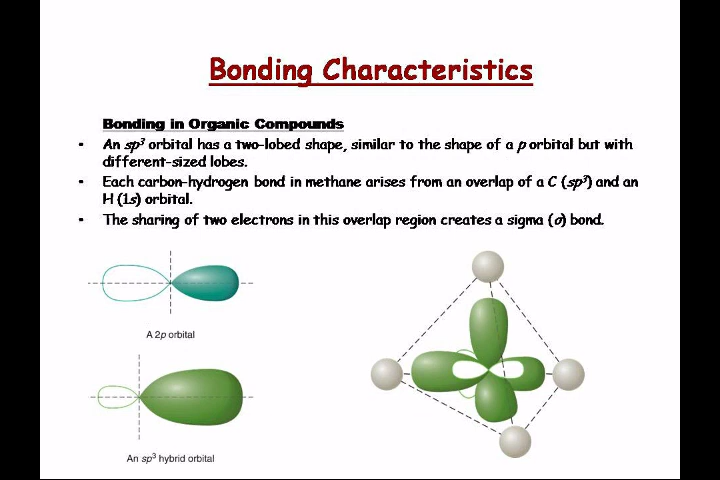 Bonding Characteristics
Bonding in Organic Compounds
• An sp³ orbital has a two-lobed shape, similar to the shape of a p orbital but with
different-sized lobes.
• Each carbon-hydrogen bond in methane arises from an overlap of a C (sp³) and an
H (1s) orbital.
• The sharing of two electrons in this overlap region creates a sigma (σ) bond.
A 2p orbital
An sp³ hybrid orbital